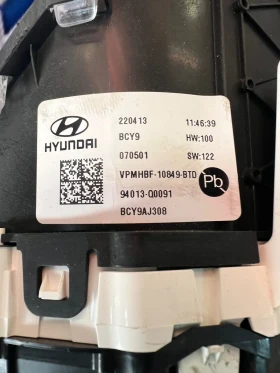 220413 11:46:39
BCY9 HW:100
HYUNDAI
070501 SW:122
VPMHBF-10849-BTD
Pb
94013-Q0091
BCY9AJ308